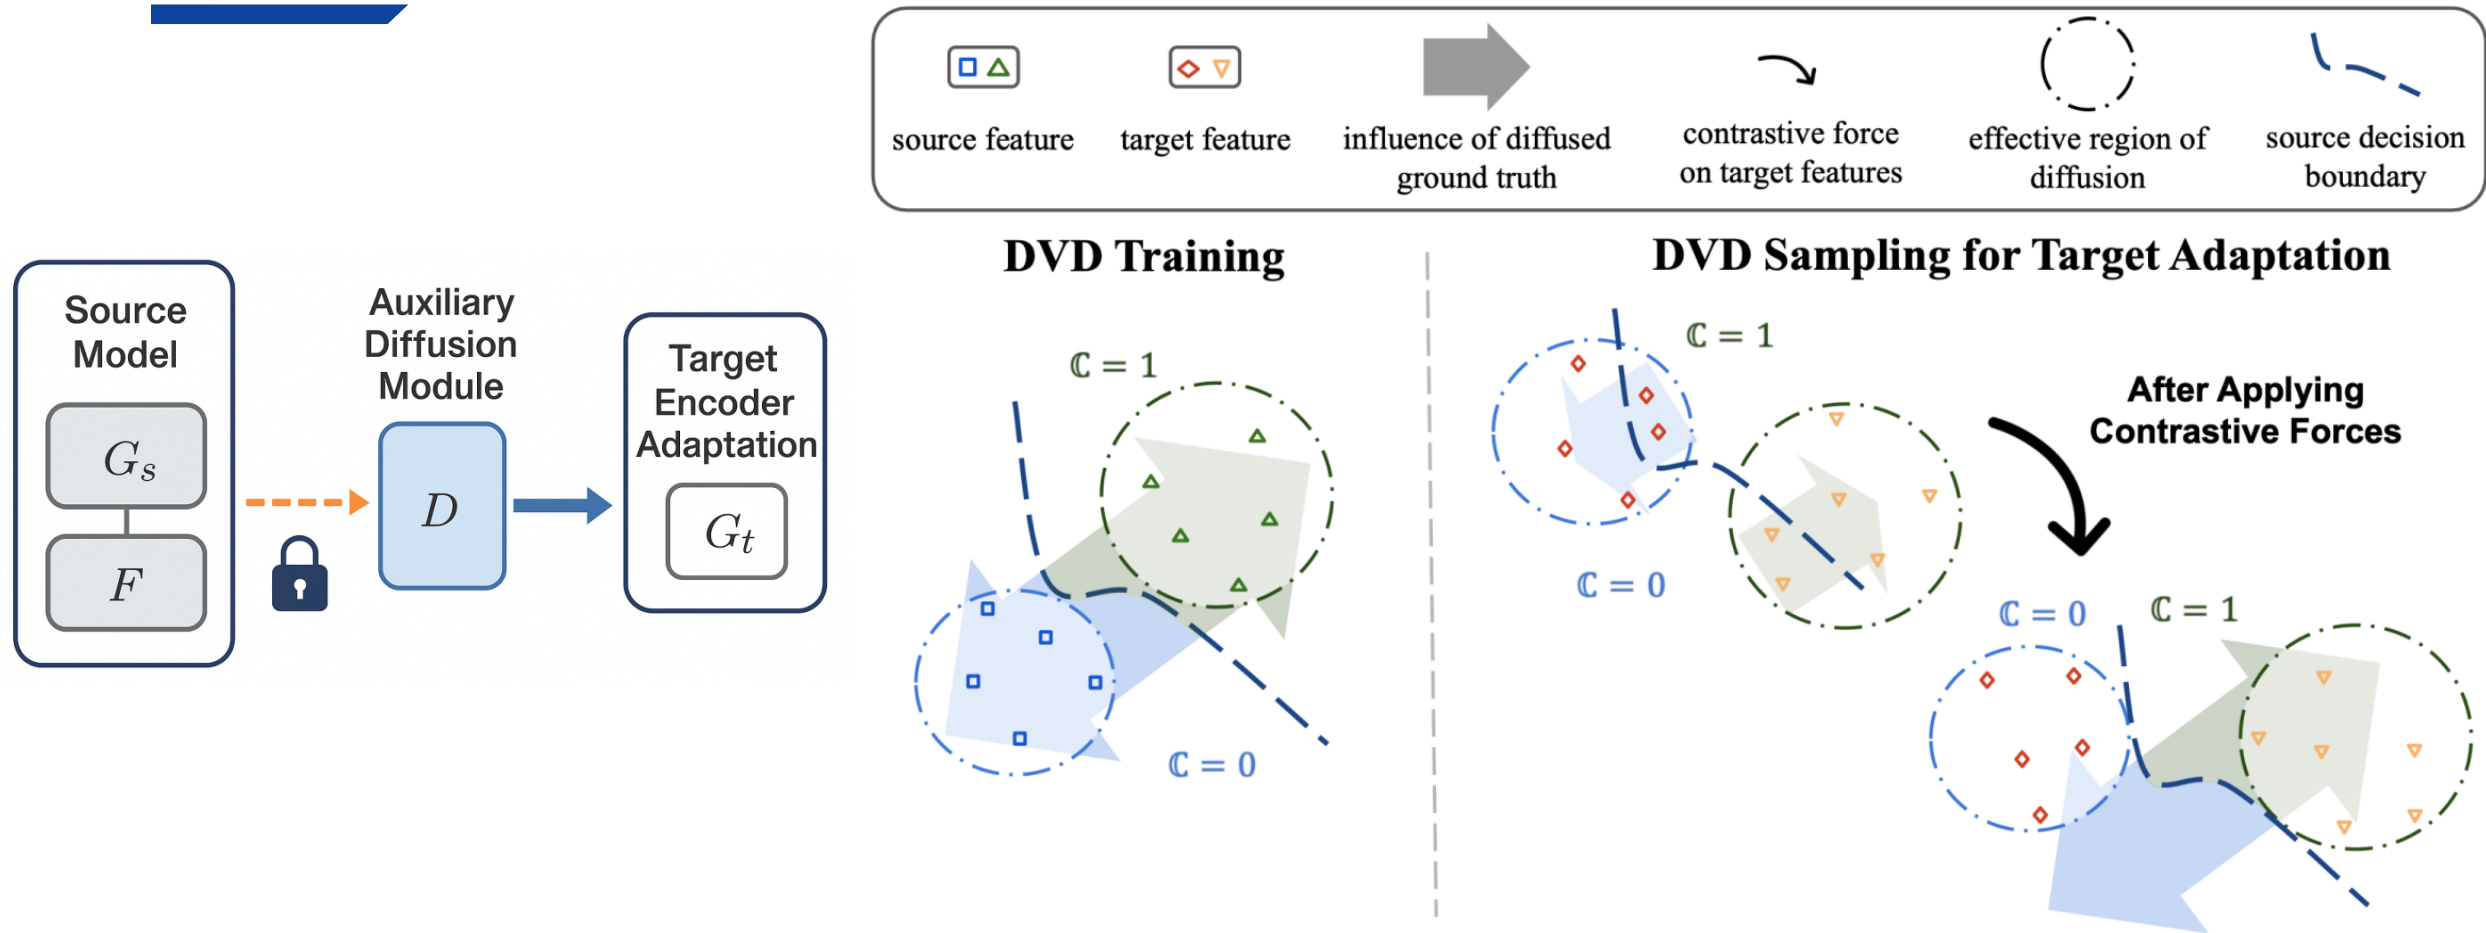 source feature
target feature
influence of diffused
ground truth
contrastive force
on target features
effective region of
diffusion
source decision
boundary
Source
Model
G_s
F
Auxiliary
Diffusion
Module
D
Target
Encoder
Adaptation
G_t
DVD Training
ℂ = 1
ℂ = 0
DVD Sampling for Target Adaptation
ℂ = 1
ℂ = 0
After Applying
Contrastive Forces
ℂ = 0
ℂ = 1